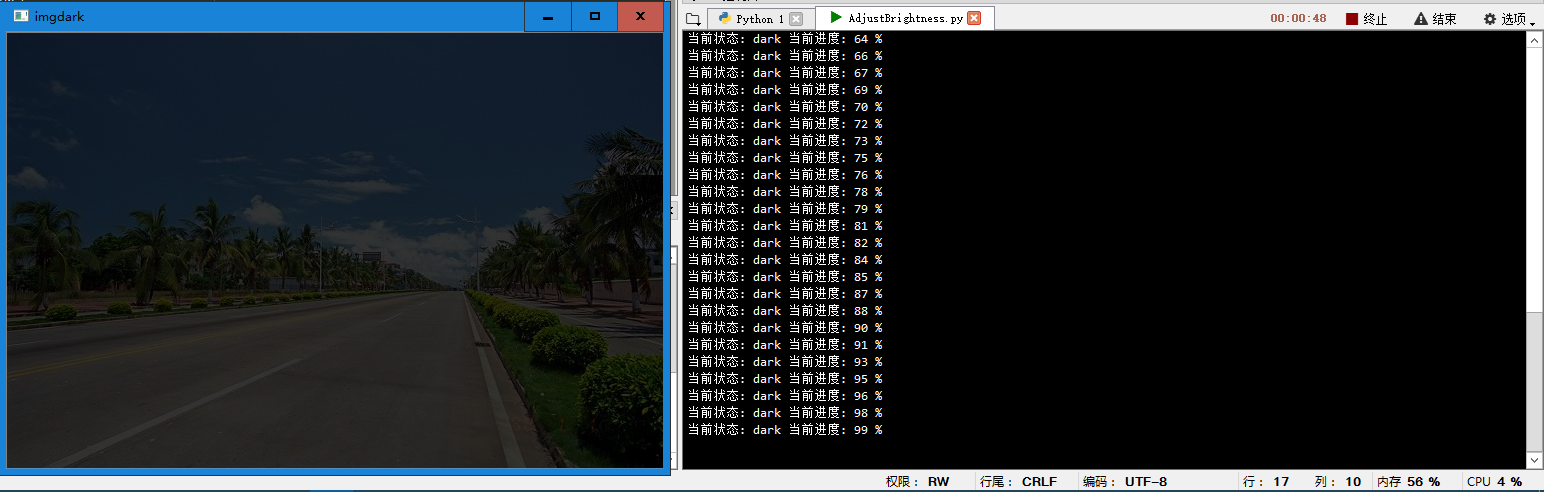 imgdark
Python 1
AdjustBrightness.py
00:00:48
终止
结束
选项
当前状态: dark 当前进度: 64 %
当前状态: dark 当前进度: 66 %
当前状态: dark 当前进度: 67 %
当前状态: dark 当前进度: 69 %
当前状态: dark 当前进度: 70 %
当前状态: dark 当前进度: 72 %
当前状态: dark 当前进度: 73 %
当前状态: dark 当前进度: 75 %
当前状态: dark 当前进度: 76 %
当前状态: dark 当前进度: 78 %
当前状态: dark 当前进度: 79 %
当前状态: dark 当前进度: 81 %
当前状态: dark 当前进度: 82 %
当前状态: dark 当前进度: 84 %
当前状态: dark 当前进度: 85 %
当前状态: dark 当前进度: 87 %
当前状态: dark 当前进度: 88 %
当前状态: dark 当前进度: 90 %
当前状态: dark 当前进度: 91 %
当前状态: dark 当前进度: 93 %
当前状态: dark 当前进度: 95 %
当前状态: dark 当前进度: 96 %
当前状态: dark 当前进度: 98 %
当前状态: dark 当前进度: 99 %
权限： RW 行尾： CRLF 编码： UTF-8 行： 17 列： 10 内存 56 % CPU 4 %